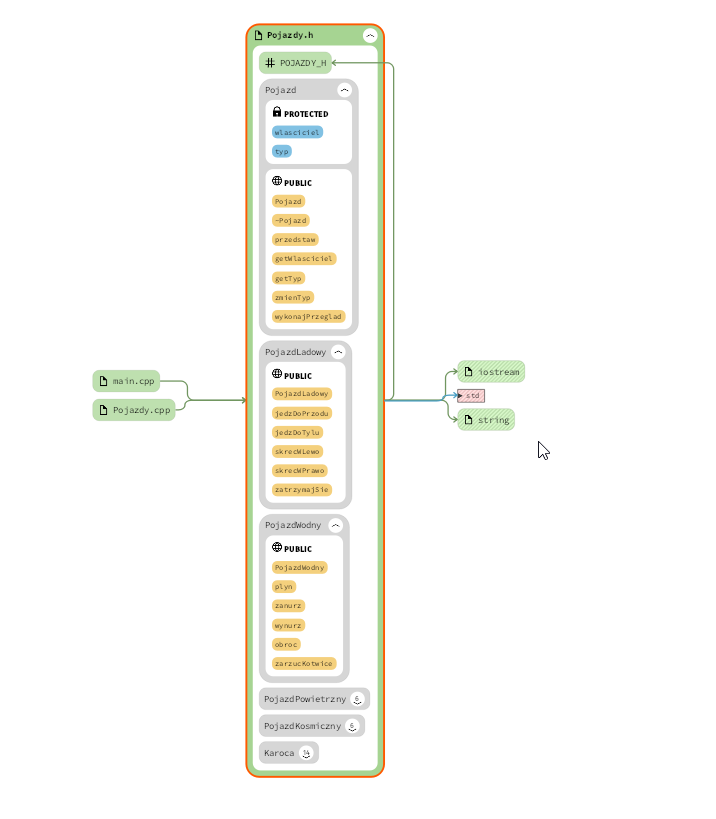 Pojazdy.h
POJAZDY_H
Pojazd
PROTECTED
wlasciciel
typ
PUBLIC
Pojazd
~Pojazd
przedstaw
getWlasciciel
getTyp
zmienTyp
wykonajPrzeglad
PojazdLadowy
PUBLIC
PojazdLadowy
jedzDoPrzodu
jedzDoTylu
skrecWLewo
skrecWPrawo
zatrzymajSie
PojazdWodny
PUBLIC
PojazdWodny
plyn
zanurz
wynurz
obroc
zarzucKotwice
PojazdPowietrzny 6
PojazdKosmiczny 6
Karoca 14
main.cpp
Pojazdy.cpp
iostream
std
string